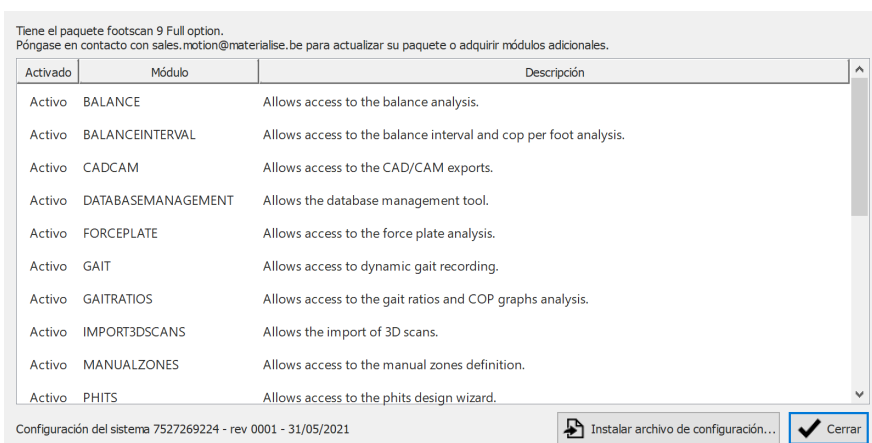 Tiene el paquete footscan 9 Full option.
Póngase en contacto con sales.motion@materialise.be para actualizar su paquete o adquirir módulos adicionales.
Activado Módulo Descripción
Activo BALANCE Allows access to the balance analysis.
Activo BALANCEINTERVAL Allows access to the balance interval and cop per foot analysis.
Activo CADCAM Allows access to the CAD/CAM exports.
Activo DATABASEMANAGEMENT Allows the database management tool.
Activo FORCEPLATE Allows access to the force plate analysis.
Activo GAIT Allows access to dynamic gait recording.
Activo GAITRATIOS Allows access to the gait ratios and COP graphs analysis.
Activo IMPORT3DSCANS Allows the import of 3D scans.
Activo MANUALZONES Allows access to the manual zones definition.
Activo PHITS Allows access to the phits design wizard.
Configuración del sistema 7527269224 - rev 0001 - 31/05/2021 Instalar archivo de configuración... Cerrar